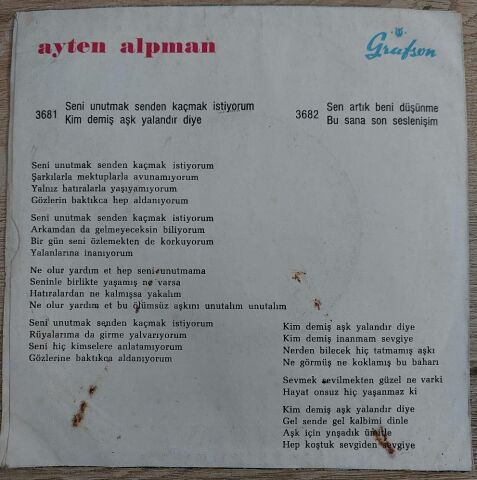 ayten alpman
Grafson
3681 Seni unutmak senden kaçmak istiyorum
Kim demiş aşk yalandır diye
3682 Sen artık beni düşünme
Bu sana son seslenişim
Seni unutmak senden kaçmak istiyorum
Şarkılarla mektuplarla avunamıyorum
Yalnız hatıralarla yaşıyamıyorum
Gözlerin baktıkca hep aldanıyorum
Seni unutmak senden kaçmak istiyorum
Arkamdan da gelmeyeceksin biliyorum
Bir gün seni özlemekten de korkuyorum
Yalanlarına inanıyorum
Ne olur yardım et hep seni unutmama
Seninle birlikte yaşamış ne varsa
Hatıralardan ne kalmışsa yakalım
Ne olur yardım et bu ölümsüz aşkını unutalım unutalım
Seni unutmak senden kaçmak istiyorum
Rüyalarıma da girme yalvarıyorum
Seni hiç kimselere anlatamıyorum
Gözlerine baktıkca aldanıyorum
Kim demiş aşk yalandır diye
Kim demiş inanmam sevgiye
Nerden bilecek hiç tatmamış aşkı
Ne görmüş ne koklamış bu baharı
Sevmek sevilmekten güzel ne varki
Hayat onsuz hiç yaşanmaz ki
Kim demiş aşk yalandır diye
Gel sende gel kalbimi dinle
Aşk için ynşadık ümitle
Hep koştuk sevgiden sevgiye